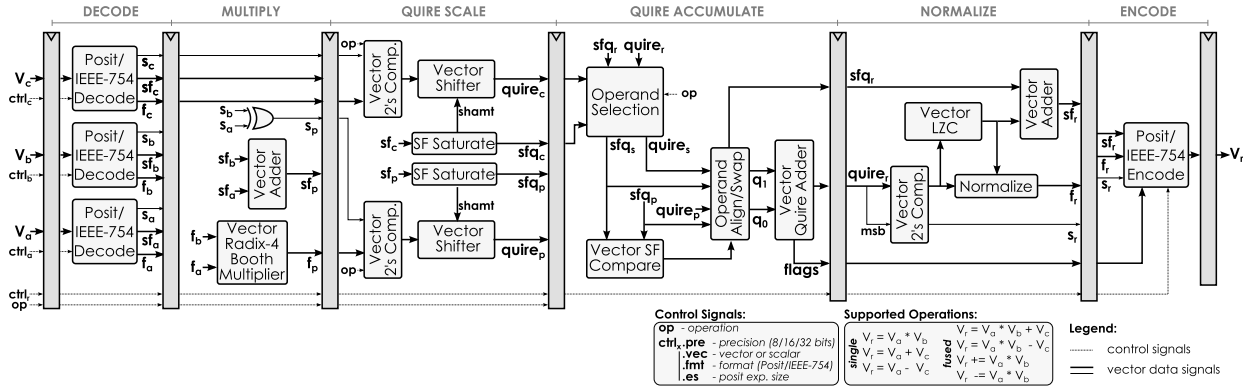 DECODE MULTIPLY QUIRE SCALE QUIRE ACCUMULATE NORMALIZE ENCODE
V_c
ctrl_c
Posit/
IEEE-754
Decode
s_c
sf_c
f_c
V_b
ctrl_b
Posit/
IEEE-754
Decode
s_b
sf_b
f_b
V_a
ctrl_a
Posit/
IEEE-754
Decode
s_a
sf_a
f_a
ctrl_r
op
s_b
s_a
s_p
sf_b
sf_a
Vector
Adder
sf_p
f_b
f_a
Vector
Radix-4
Booth
Multiplier
f_p
op
Vector
2's Comp.
Vector
Shifter
quire_c
shamt
sf_c
SF Saturate
sfq_c
sf_p
SF Saturate
sfq_p
shamt
Vector
2's Comp.
op
Vector
Shifter
quire_p
sfq_r quire_r
Operand
Selection
op
sfq_s quire_s
sfq_p
quire_p
Vector SF
Compare
Operand
Align/Swap
q_1
q_0
Vector
Quire Adder
flags
sfq_r
quire_r
msb
Vector
2's Comp.
Vector
LZC
Normalize
Vector
Adder
sf_r
f_r
s_r
sf_r
f_r
s_r
Posit/
IEEE-754
Encode
V_r
Control Signals:
op - operation
ctrl_x .pre - precision (8/16/32 bits)
.vec - vector or scalar
.fmt - format (Posit/IEEE-754)
.es - posit exp. size
Supported Operations:
single
V_r = V_a * V_b
V_r = V_a + V_c
V_r = V_a - V_c
fused
V_r = V_a * V_b + V_c
V_r = V_a * V_b - V_c
V_r += V_a * V_b
V_r -= V_a * V_b
Legend:
control signals
vector data signals